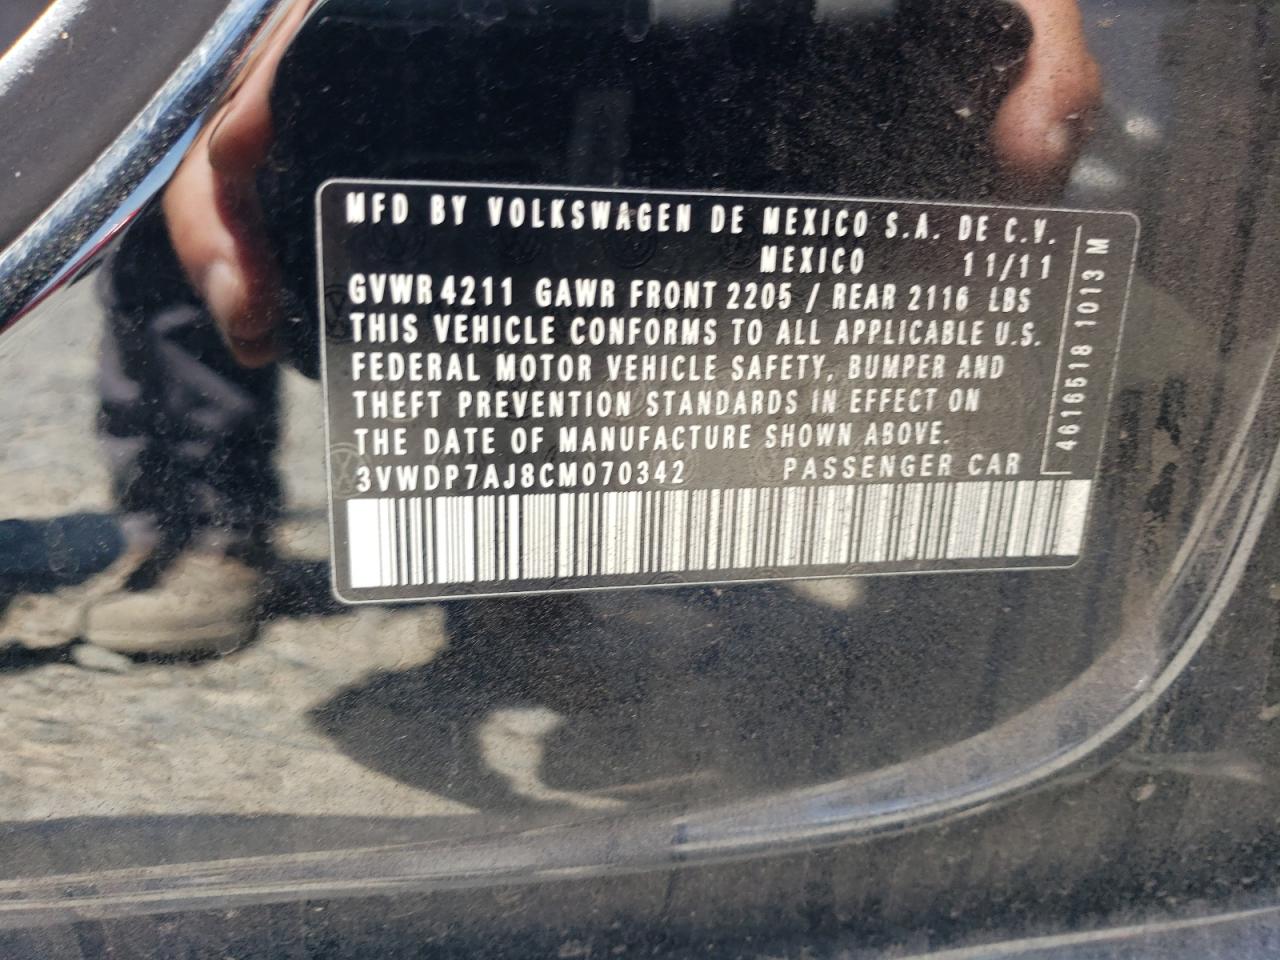 MFD BY VOLKSWAGEN DE MEXICO S.A. DE C.V.
MEXICO 11/11
GVWR 4211 GAWR FRONT 2205 / REAR 2116 LBS
THIS VEHICLE CONFORMS TO ALL APPLICABLE U.S.
FEDERAL MOTOR VEHICLE SAFETY, BUMPER AND
THEFT PREVENTION STANDARDS IN EFFECT ON
THE DATE OF MANUFACTURE SHOWN ABOVE.
3VWDP7AJ8CM070342 PASSENGER CAR
4616518 1013 M